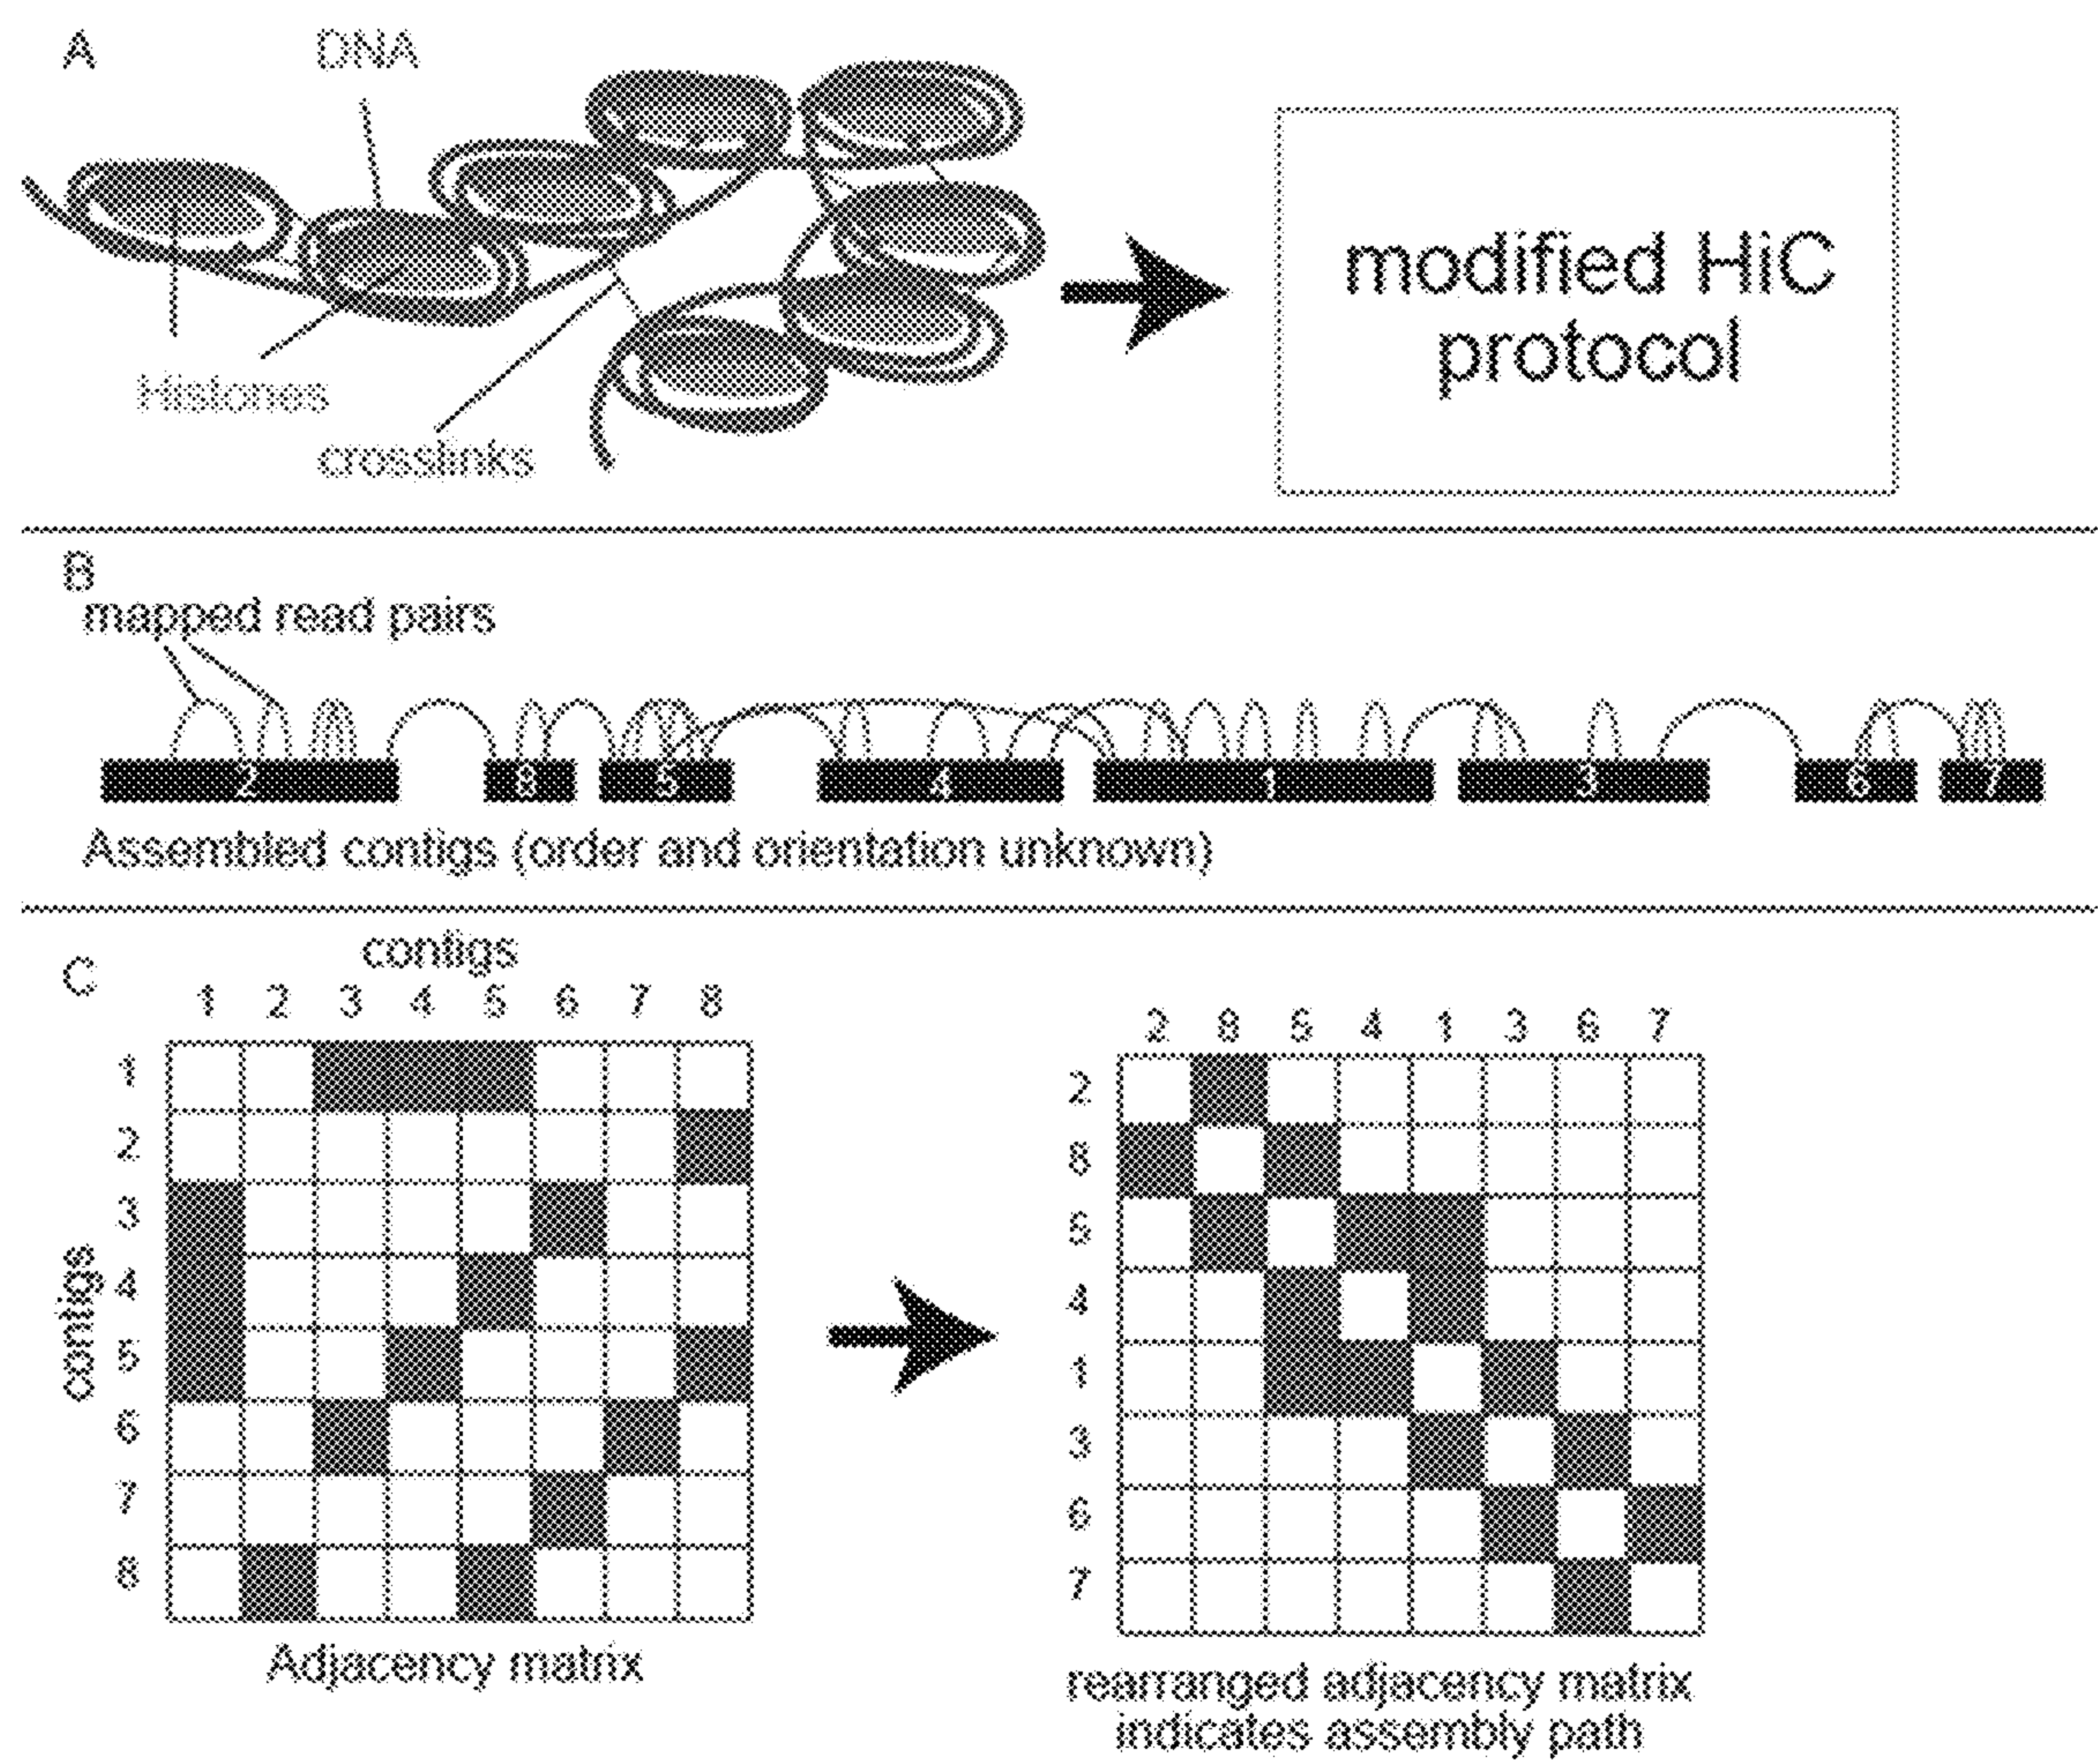 A
DNA
Histones
crosslinks
modified HiC
protocol
B
mapped read pairs
2 8 5 4 1 3 6 7
Assembled contigs (order and orientation unknown)
C
contigs
1 2 3 4 5 6 7 8
contigs
1
2
3
4
5
6
7
8
Adjacency matrix
2 8 5 4 1 3 6 7
2
8
5
4
1
3
6
7
rearranged adjacency matrix
indicates assembly path